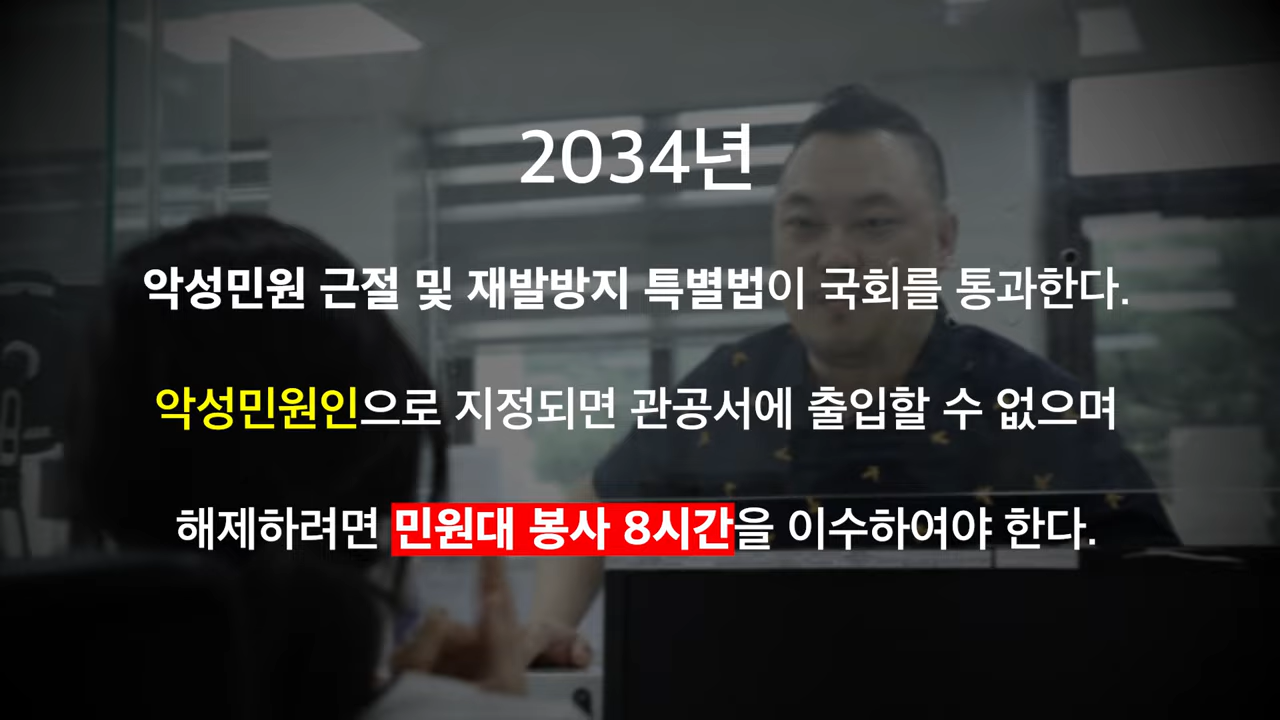 2034년
악성민원 근절 및 재발방지 특별법이 국회를 통과한다.
악성민원인으로 지정되면 관공서에 출입할 수 없으며
해제하려면 민원대 봉사 8시간을 이수하여야 한다.